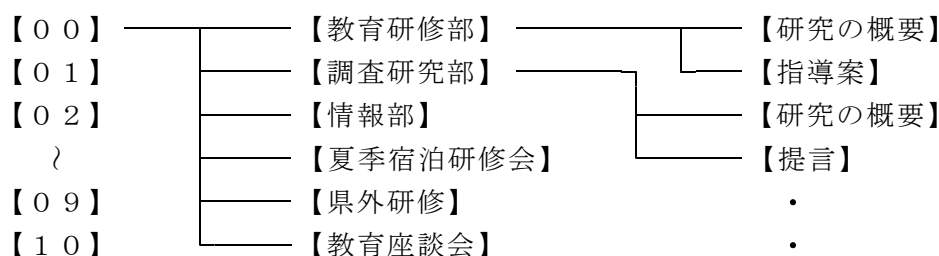 【００】 【教育研修部】 【研究の概要】
【０１】 【調査研究部】 【指導案】
【０２】 【情報部】 【研究の概要】
～ 【夏季宿泊研修会】 【提言】
【０９】 【県外研修】 ・
【１０】 【教育座談会】 ・